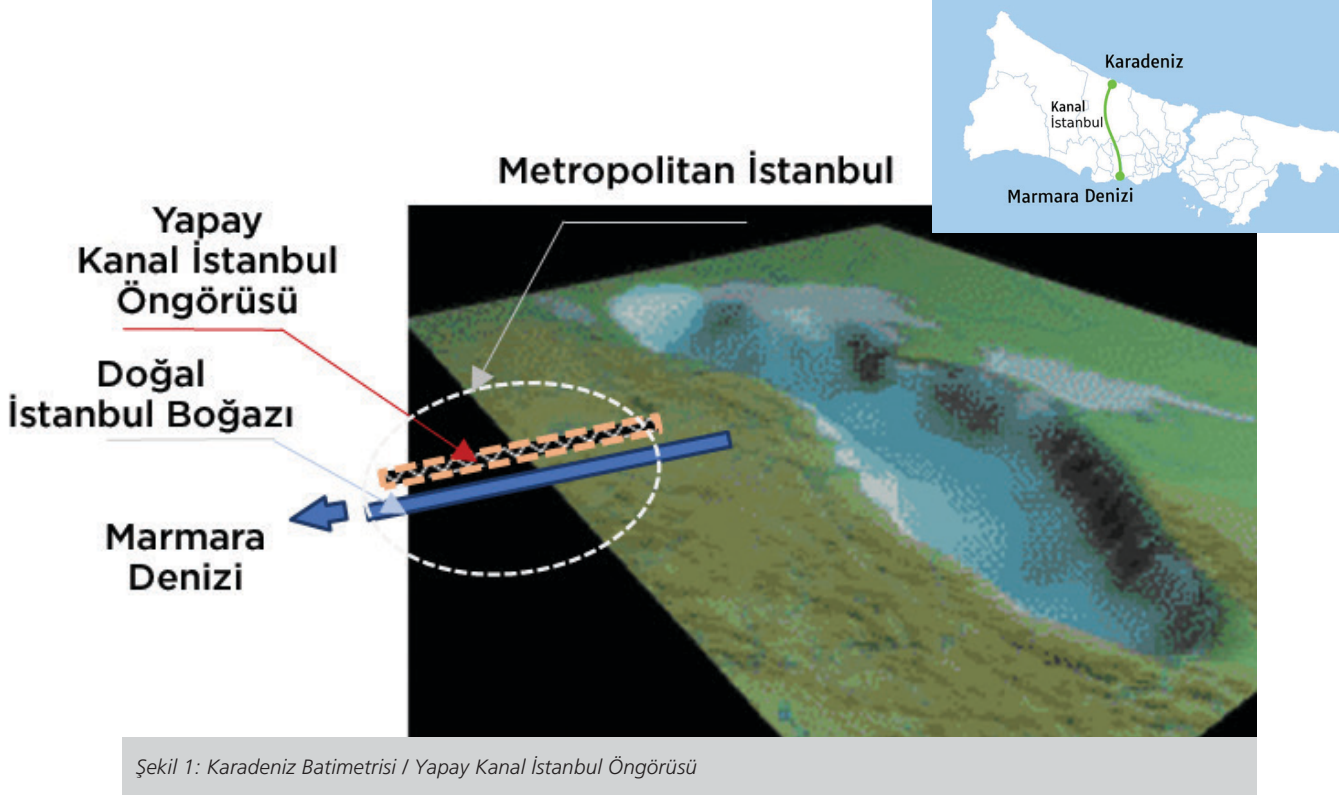 Karadeniz
Kanal
İstanbul
Marmara Denizi
Metropolitan İstanbul
Yapay
Kanal İstanbul
Öngörüsü
Doğal
İstanbul Boğazı
Marmara
Denizi
Şekil 1: Karadeniz Batimetrisi / Yapay Kanal İstanbul Öngörüsü